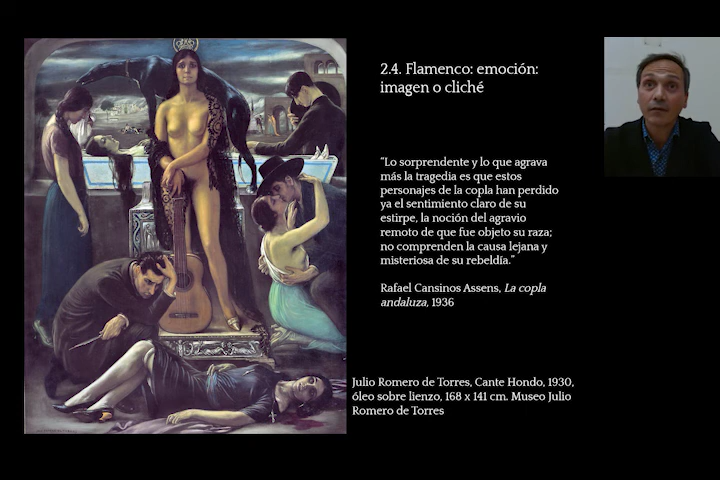 2.4. Flamenco: emoción:
imagen o cliché
“Lo sorprendente y lo que agrava
más la tragedia es que estos
personajes de la copla han perdido
ya el sentimiento claro de su
estirpe, la noción del agravio
remoto de que fue objeto su raza;
no comprenden la causa lejana y
misteriosa de su rebeldía.”
Rafael Cansinos Assens, La copla
andaluza, 1936
Julio Romero de Torres, Cante Hondo, 1930,
óleo sobre lienzo, 168 x 141 cm. Museo Julio
Romero de Torres